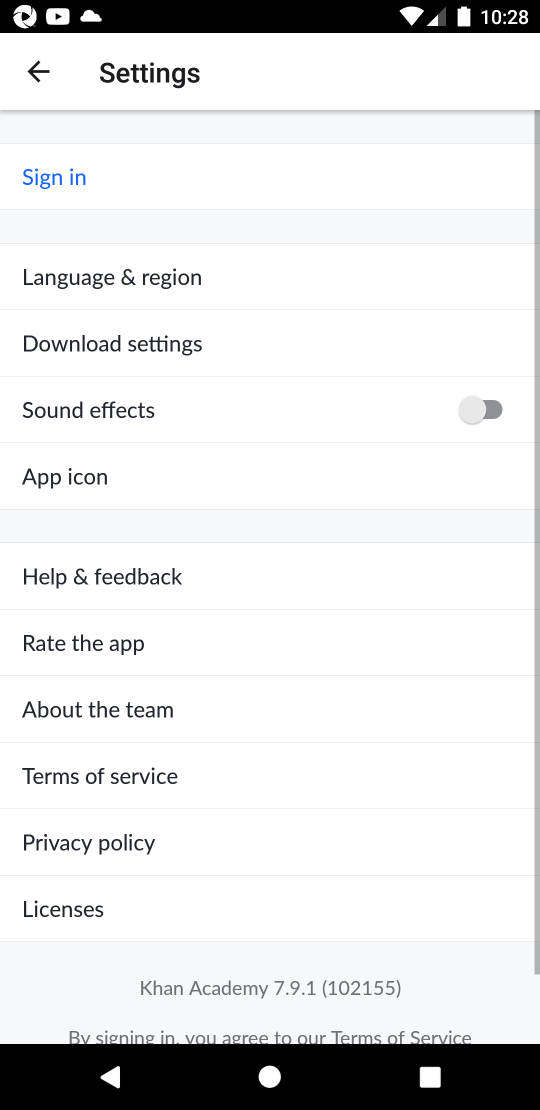 10:28
Settings
Sign in
Language & region
Download settings
Sound effects
App icon
Help & feedback
Rate the app
About the team
Terms of service
Privacy policy
Licenses
Khan Academy 7.9.1 (102155)
By signing in, you agree to our Terms of Service